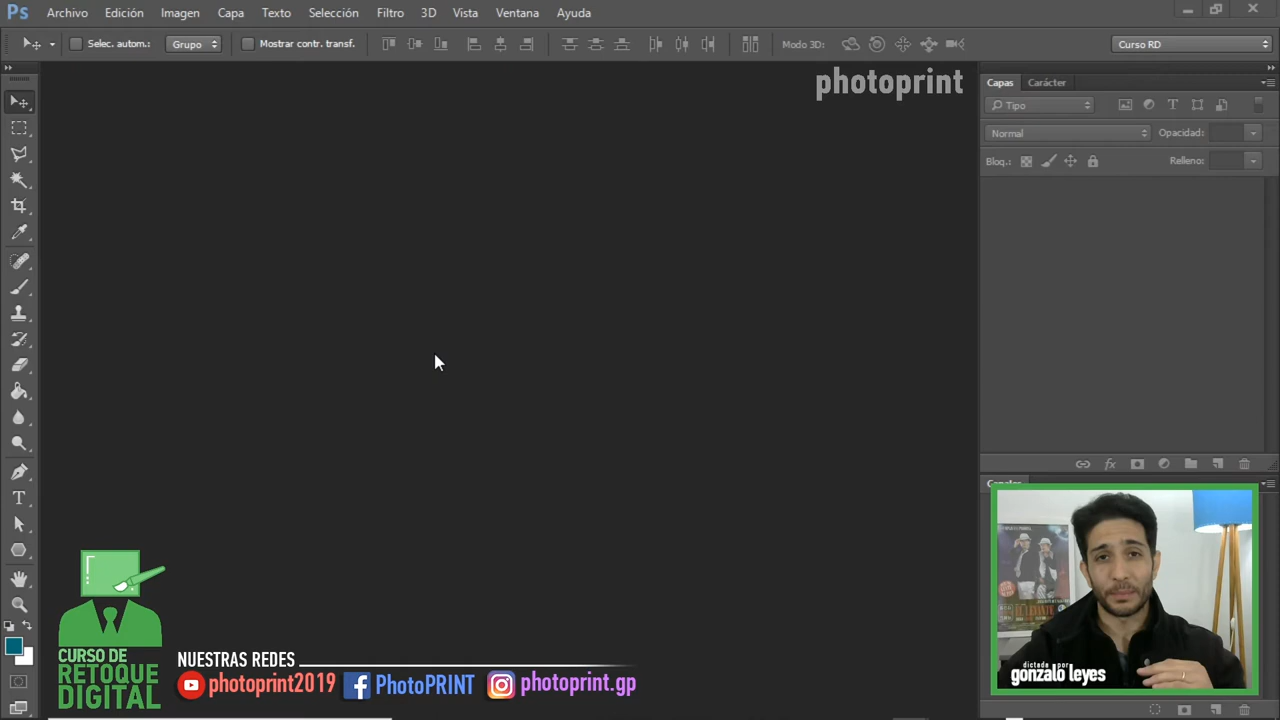 Ps Archivo Edición Imagen Capa Texto Selección Filtro 3D Vista Ventana Ayuda
Selec. autom.: Grupo Mostrar contr. transf. Modo 3D: Curso RD
photoprint
Capas Carácter
Tipo
Normal Opacidad:
Bloq.: Relleno:
T
CURSO DE
RETOQUE
DIGITAL
NUESTRAS REDES
photoprint2019 PhotoPRINT photoprint.gp
dictado por
gonzalo leyes